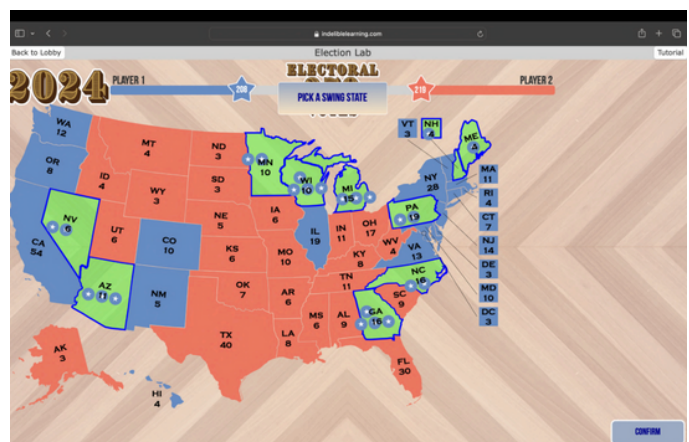 indeliblelearning.com
Back to Lobby
Election Lab
Tutorial
2024
PLAYER 1
ELECTORAL
PLAYER 2
208
219
PICK A SWING STATE
VOTES
WA
12
OR
8
CA
54
NV
6
ID
4
MT
4
WY
3
UT
6
AZ
11
CO
10
NM
5
ND
3
SD
3
NE
5
KS
6
OK
7
TX
40
MN
10
IA
6
MO
10
AR
6
LA
8
WI
10
IL
19
MI
15
IN
11
OH
17
KY
8
TN
11
MS
6
AL
9
GA
16
FL
30
SC
9
NC
16
VA
13
WV
4
PA
19
NY
28
VT
3
NH
4
ME
4
MA
11
RI
4
CT
7
NJ
14
DE
3
MD
10
DC
3
AK
3
HI
4
CONFIRM